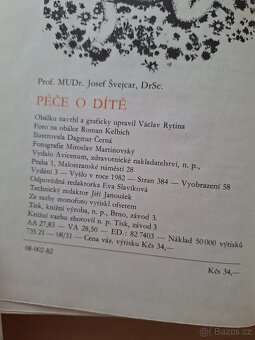 Prof. MUDr. Josef Švejcar, DrSc.
PÉČE O DÍTĚ
Obálku navrhl a graficky upravil Václav Rytina
Foto na obálce Roman Kelbich
Ilustrovala Dagmar Černá
Fotografie Miroslav Martinovský
Vydalo Avicenum, zdravotnické nakladatelství, n. p.,
Praha 1, Malostranské náměstí 28
Vydání 3 – Vyšlo v roce 1982 – Stran 384 – Vyobrazení 58
Odpovědná redaktorka Eva Slavíková
Technický redaktor Jiří Janoušek
Ze sazby monofoto vytiskl ofsetem
Tisk, knižní výroba, n. p., Brno, závod 3.
Knižní vazbu zhotovil n. p. Tisk, závod 3
AA 27,83 – VA 28,50 – ED.: 82 7403 – Náklad 50 000 výtisků
735 21 – 08/31 – Cena váz. výtisku Kčs 34,—
08-002-82
Kčs 34,—
Bazos.cz